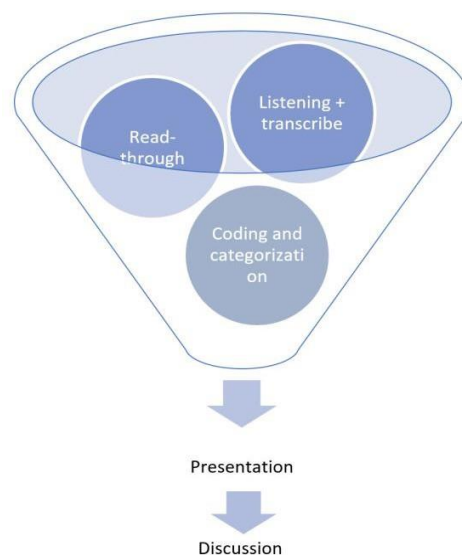 Listening +
transcribe
Read-
through
Coding and
categorizati
on
Presentation
Discussion